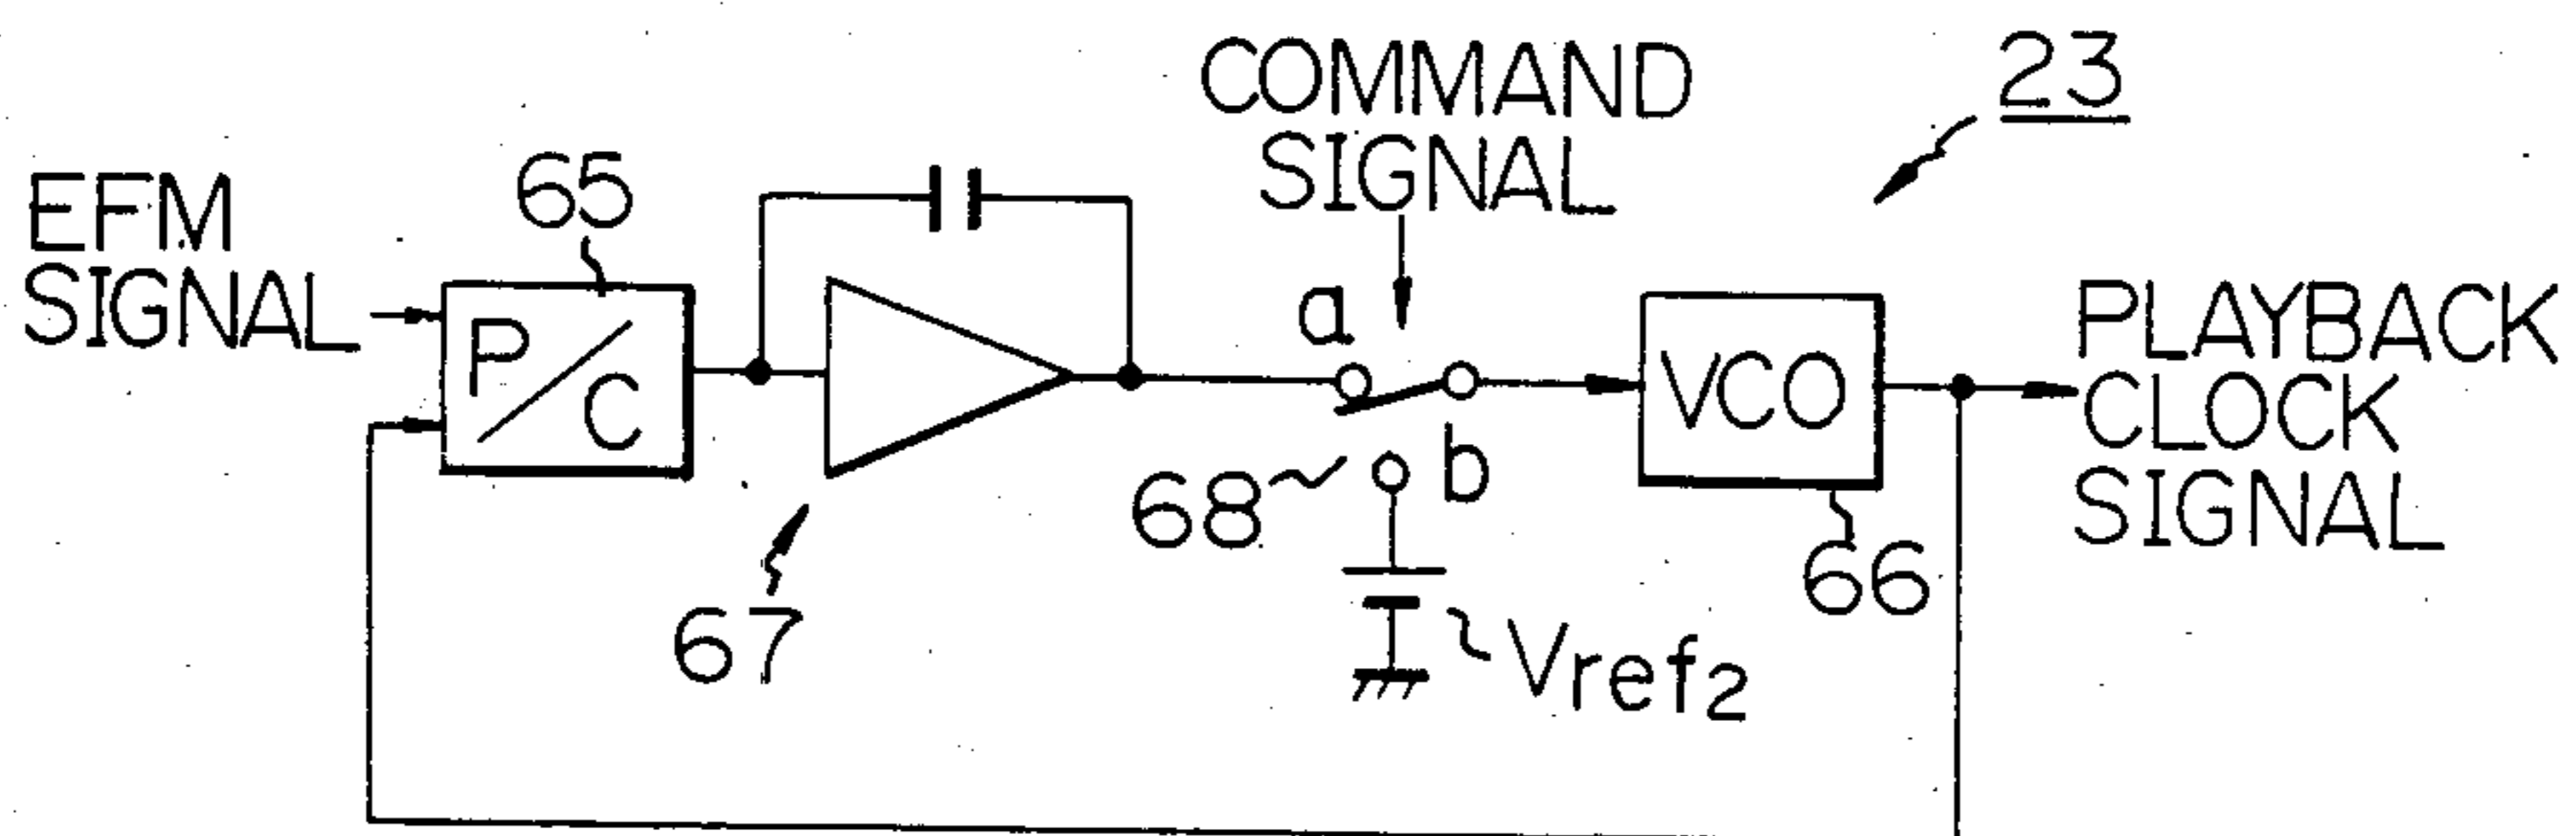 COMMAND
SIGNAL
23
EFM
SIGNAL
65
P/C
a
VCO
PLAYBACK
CLOCK
SIGNAL
68
b
66
67
Vref2